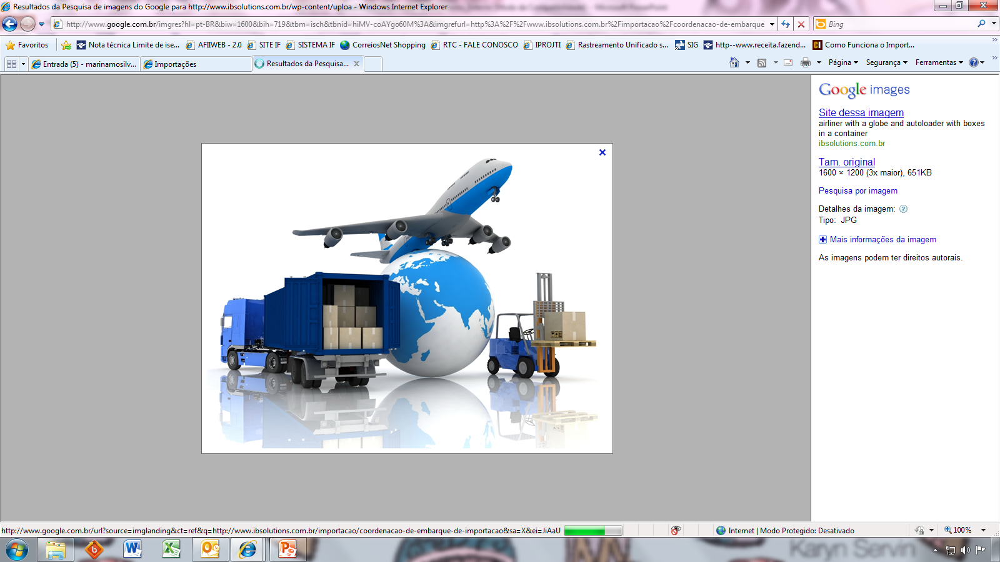 Resultados da Pesquisa de imagens do Google para http://www.ibsolutions.com.br/wp-content/uploa - Windows Internet Explorer
http://www.google.com.br/imgres?hl=pt-BR&biw=1600&bih=719&tbm=isch&tbnid=hiMV-coAYgo60M%3A&imgrefurl=http%3A%2F%2Fwww.ibsolutions.com.br%2Fimportacao%2Fcoordenacao-de-embarque
Bing
Favoritos
Nota técnica Limite de ise...
AFIIWEB - 2.0
SITE IF
SISTEMA IF
CorreiosNet Shopping
RTC - FALE CONOSCO
IPROJTI
Rastreamento Unificado s...
SIG
http--www.receita.fazend...
Como Funciona o Import...
Entrada (5) - marinamosilv...
Importações
Resultados da Pesquisa...
Página
Segurança
Ferramentas
Google images
Site dessa imagem
airliner with a globe and autoloader with boxes
in a container
ibsolutions.com.br
Tam. original
1600 × 1200 (3x maior), 651KB
Pesquisa por imagem
Detalhes da imagem:
Tipo: JPG
Mais informações da imagem
As imagens podem ter direitos autorais.
http://www.google.com.br/url?source=imglanding&ct=ref&q=http://www.ibsolutions.com.br/importacao/coordenacao-de-embarque-de-importacao&sa=X&ei=JiAaU
Internet | Modo Protegido: Desativado
100%
Karyn Servin